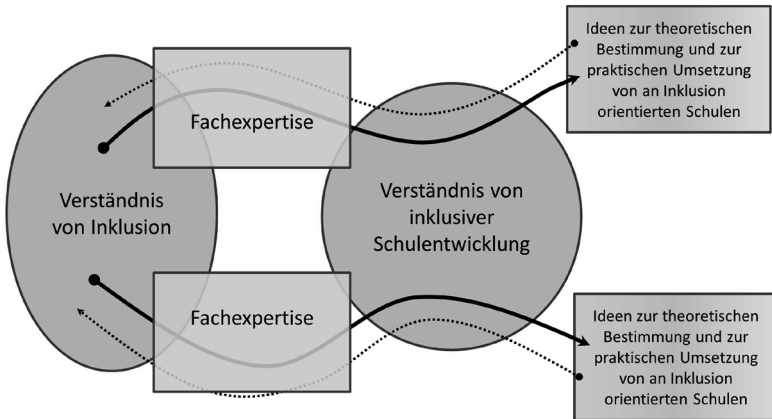 Ideen zur theoretischen
Bestimmung und zur
praktischen Umsetzung
von an Inklusion
orientierten Schulen
Fachexpertise
Verständnis
von Inklusion
Verständnis von
inklusiver
Schulentwicklung
Fachexpertise
Ideen zur theoretischen
Bestimmung und zur
praktischen Umsetzung
von an Inklusion
orientierten Schulen